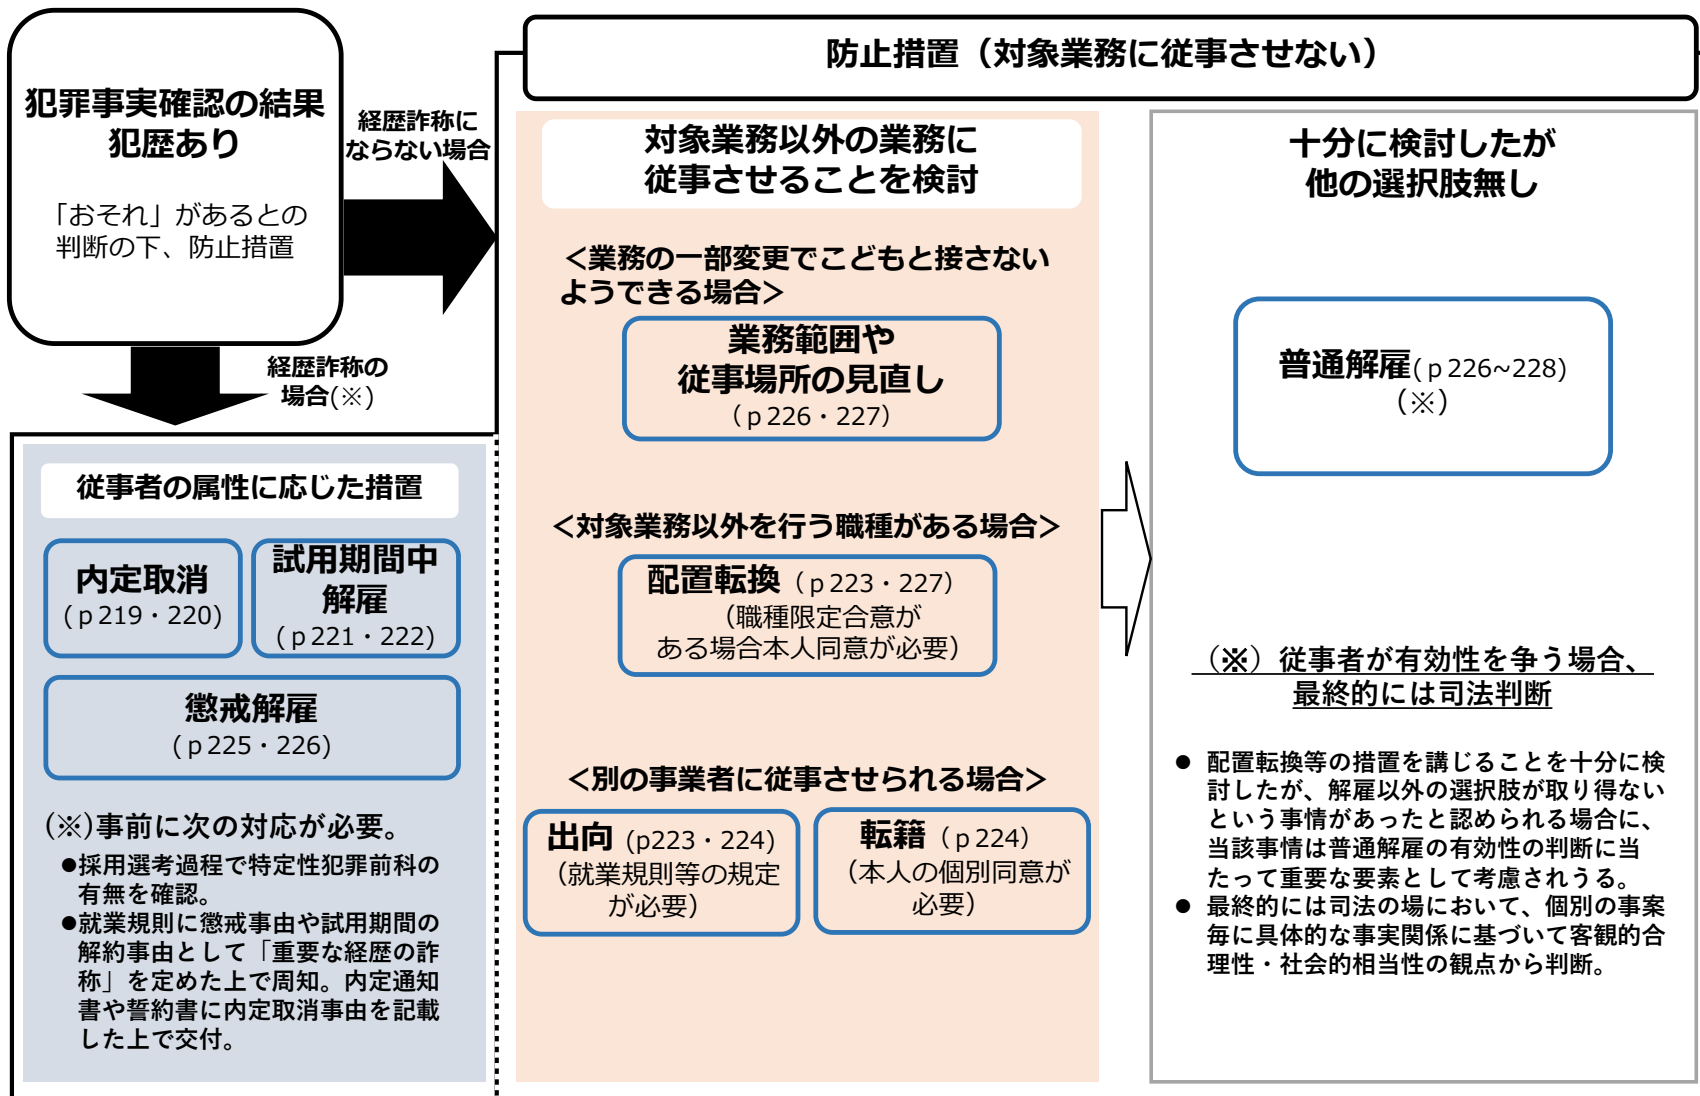 犯罪事実確認の結果
犯歴あり
「おそれ」があるとの
判断の下、防止措置
経歴詐称に
ならない場合
経歴詐称の
場合(※)
防止措置（対象業務に従事させない）
従事者の属性に応じた措置
内定取消
(ｐ219・220)
試用期間中
解雇
(ｐ221・222)
懲戒解雇
(ｐ225・226)
(※)事前に次の対応が必要。
●採用選考過程で特定性犯罪前科の
有無を確認。
●就業規則に懲戒事由や試用期間の
解約事由として「重要な経歴の詐
称」を定めた上で周知。内定通知
書や誓約書に内定取消事由を記載
した上で交付。
対象業務以外の業務に
従事させることを検討
＜業務の一部変更でこどもと接さない
ようできる場合＞
業務範囲や
従事場所の見直し
（ｐ226・227）
＜対象業務以外を行う職種がある場合＞
配置転換（ｐ223・227）
（職種限定合意が
ある場合本人同意が必要）
＜別の事業者に従事させられる場合＞
出向 (p223・224)
（就業規則等の規定
が必要）
転籍（ｐ224）
（本人の個別同意が
必要）
十分に検討したが
他の選択肢無し
普通解雇(ｐ226~228)
（※）
（※）従事者が有効性を争う場合、
最終的には司法判断
● 配置転換等の措置を講じることを十分に検
討したが、解雇以外の選択肢が取り得ない
という事情があったと認められる場合に、
当該事情は普通解雇の有効性の判断に当
たって重要な要素として考慮されうる。
● 最終的には司法の場において、個別の事案
毎に具体的な事実関係に基づいて客観的合
理性・社会的相当性の観点から判断。